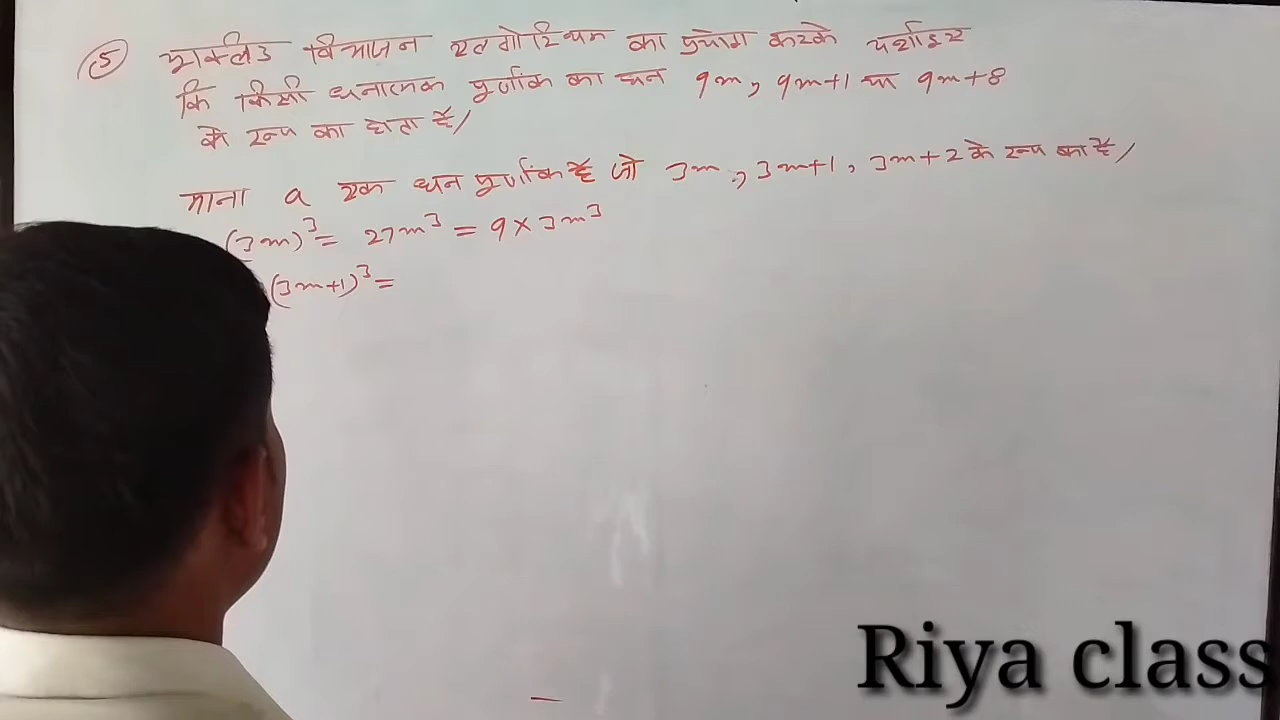 ⑤ यूक्लिड विभाजन एल्गोरिथम का प्रयोग करके दर्शाइए
कि किसी धनात्मक पूर्णांक का घन 9m, 9m+1 या 9m+8
के रूप का होता है।
माना a एक धन पूर्णांक है जो 3m, 3m+1, 3m+2 के रूप का है।
(3m)³ = 27m³ = 9×3m³
(3m+1)³ =
Riya class